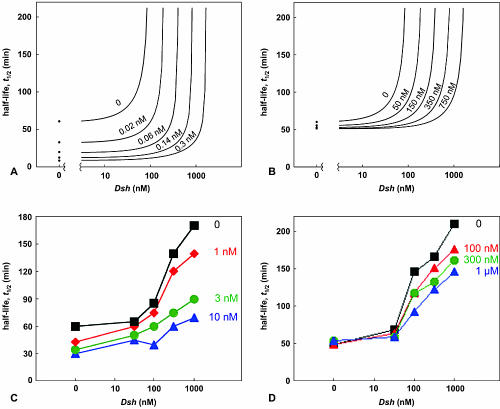 half-life, t1/2 (min)
200
150
100
50
0
0
0.02 nM
0.06 nM
0.14 nM
0.3 nM
0
10
100
1000
A
Dsh (nM)
half-life, t1/2 (min)
200
150
100
50
0
0
50 nM
150 nM
350 nM
750 nM
0
10
100
1000
B
Dsh (nM)
half-life, t1/2 (min)
180
150
120
90
60
30
0
0
1 nM
3 nM
10 nM
0
10
100
1000
C
Dsh (nM)
half-life, t1/2 (min)
200
150
100
50
0
0
100 nM
300 nM
1 µM
0
10
100
1000
D
Dsh (nM)